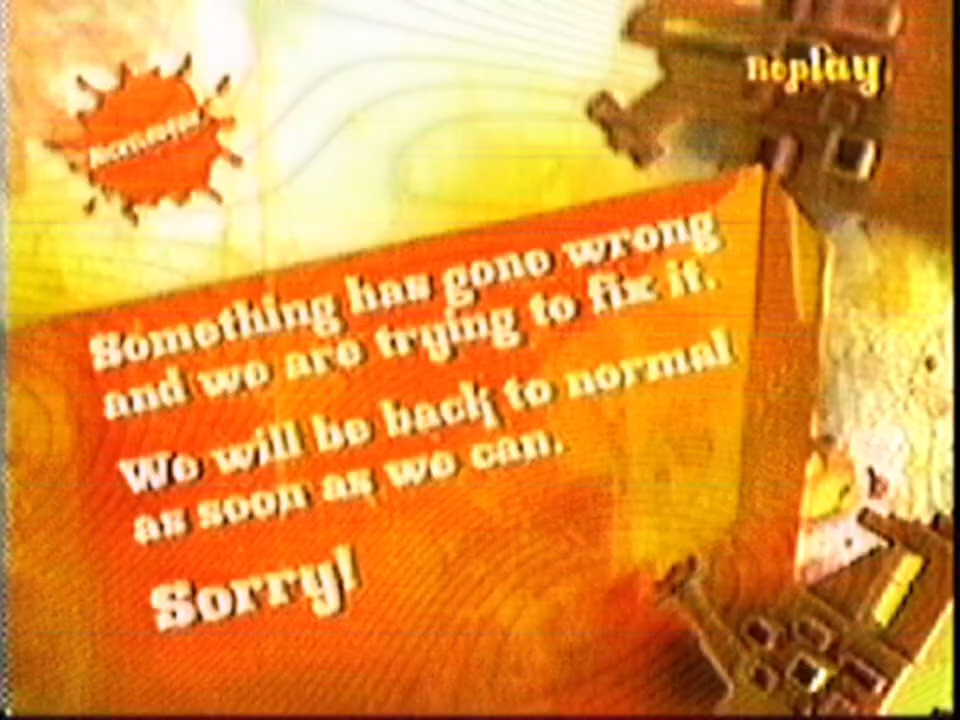 Nickelodeon
Replay
Something has gone wrong
and we are trying to fix it.
We will be back to normal
as soon as we can.
Sorry!